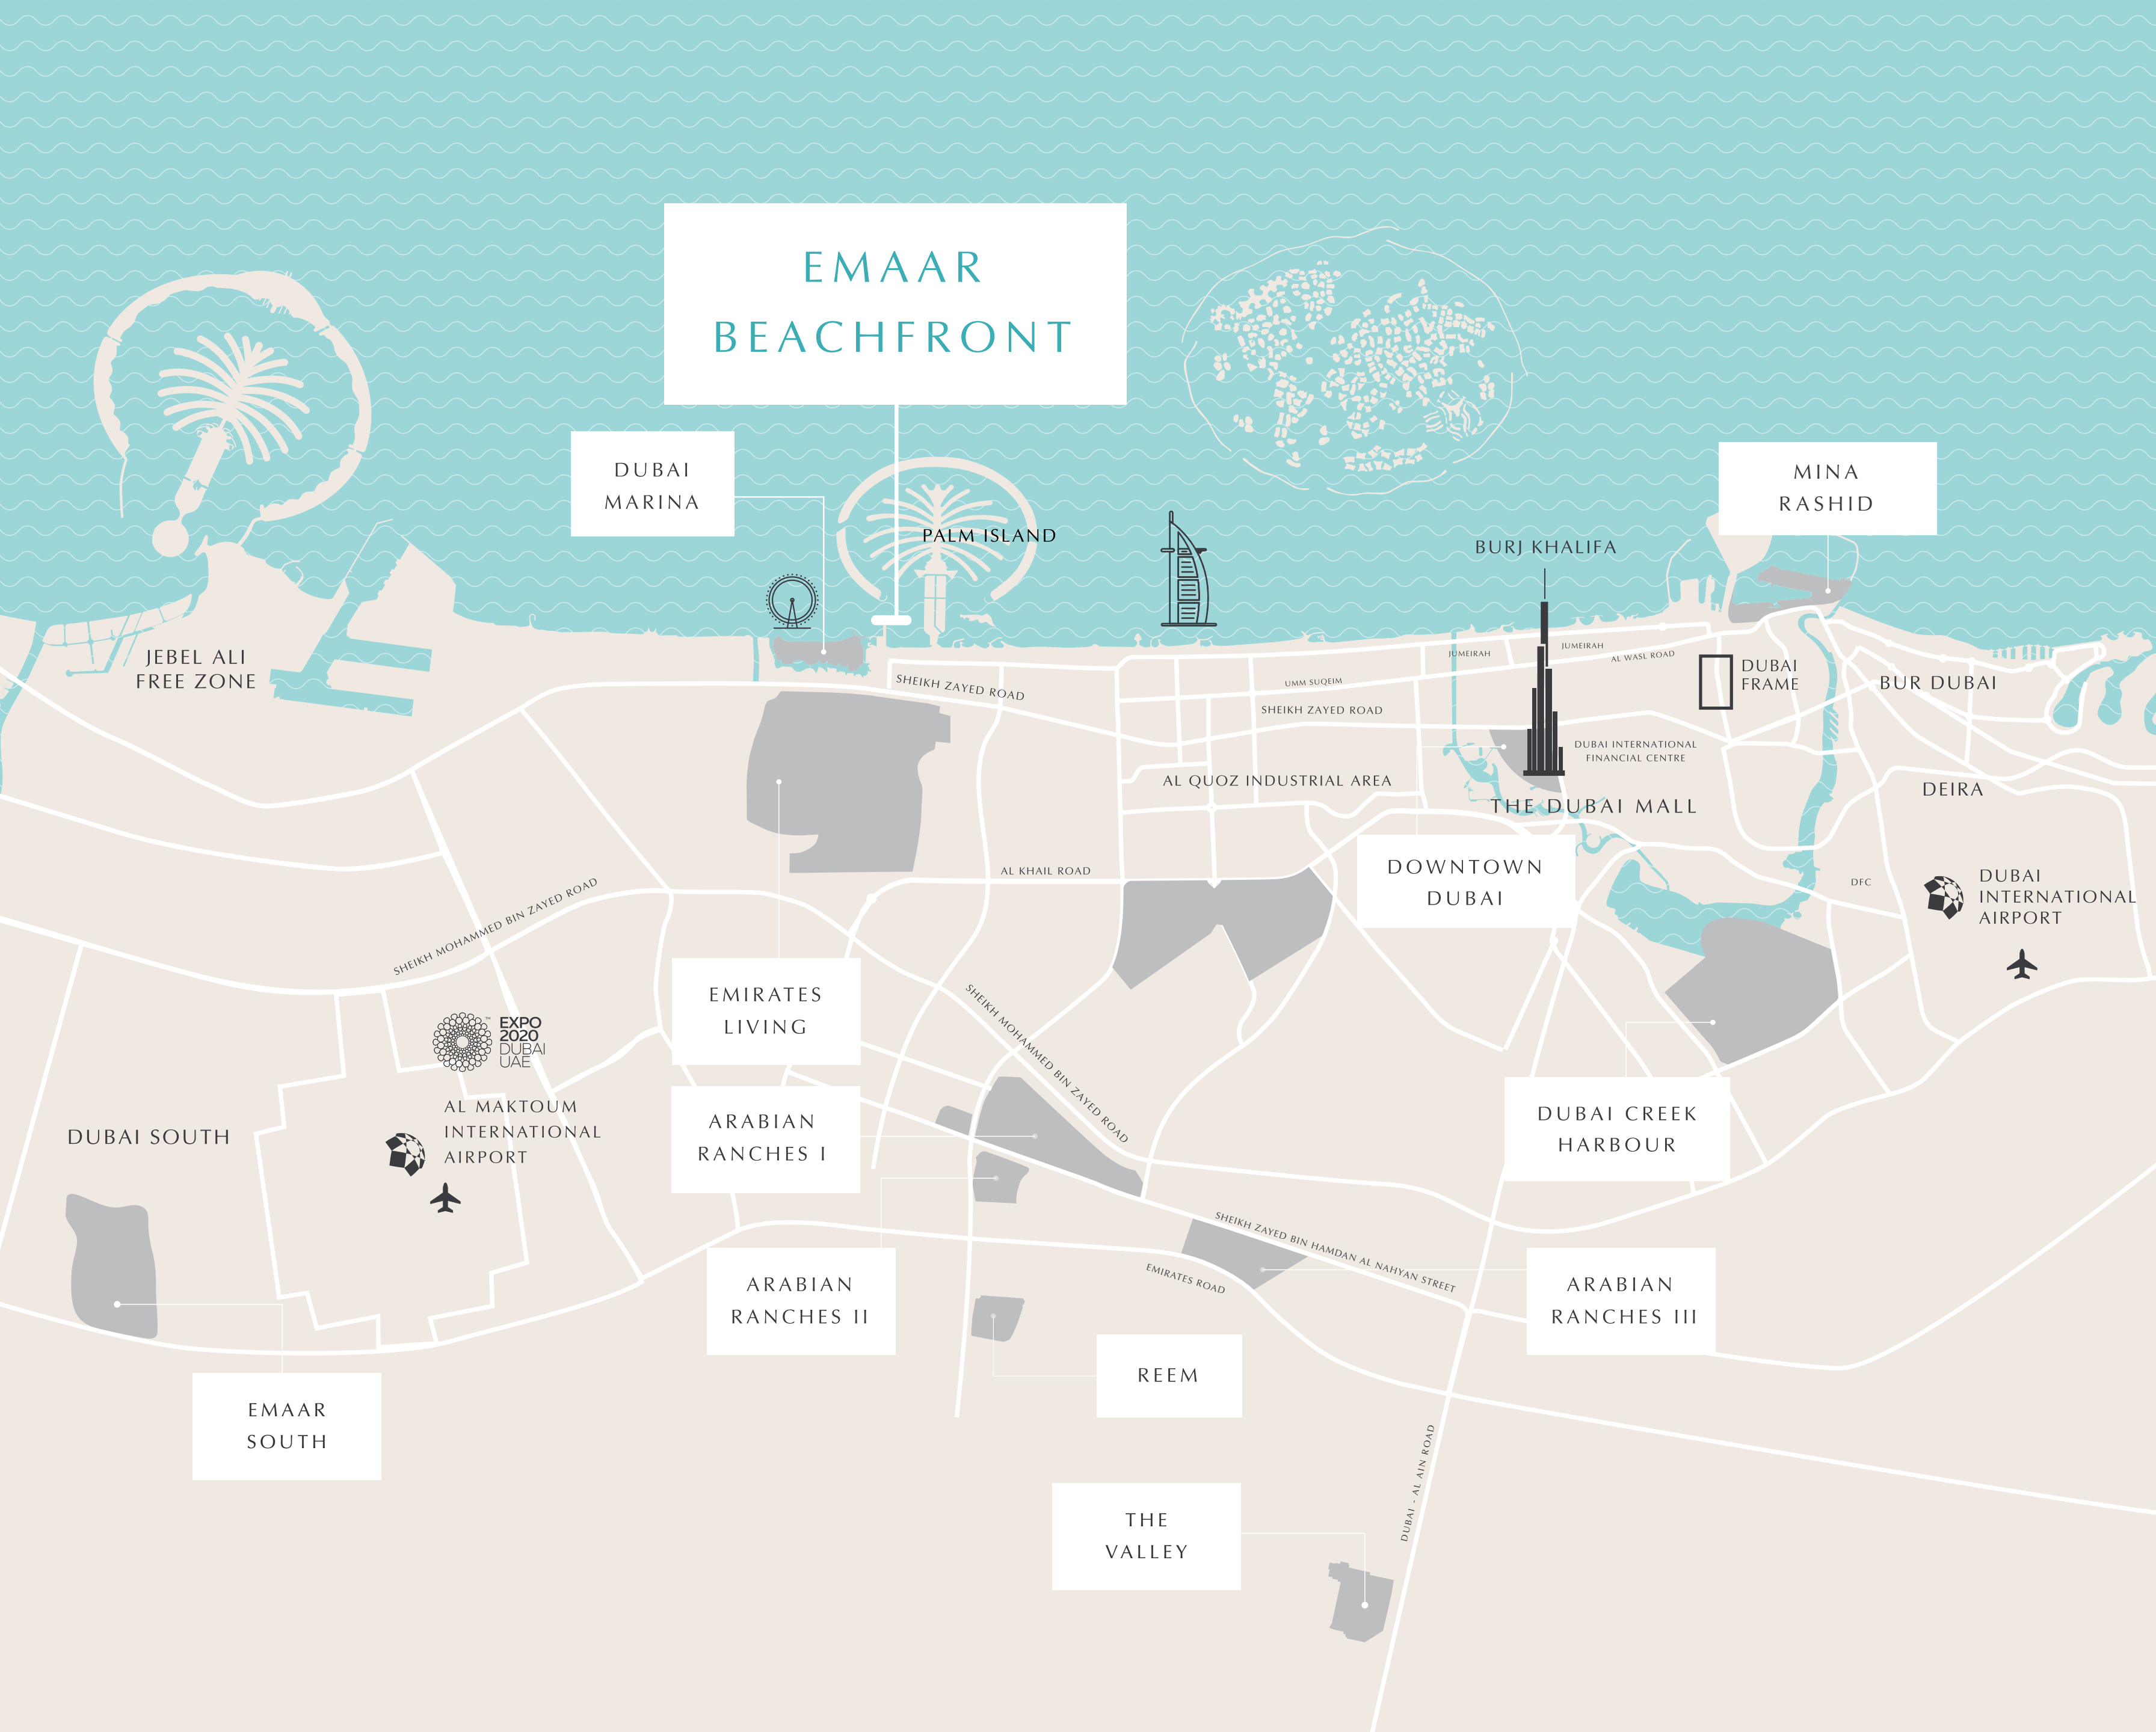 EMAAR
BEACHFRONT
DUBAI
MARINA
MINA
RASHID
PALM ISLAND
BURJ KHALIFA
JEBEL ALI
FREE ZONE
JUMEIRAH
JUMEIRAH
AL WASL ROAD
DUBAI
FRAME
BUR DUBAI
SHEIKH ZAYED ROAD
UMM SUQEIM
SHEIKH ZAYED ROAD
DUBAI INTERNATIONAL
FINANCIAL CENTRE
AL QUOZ INDUSTRIAL AREA
THE DUBAI MALL
DEIRA
DOWNTOWN
DUBAI
AL KHAIL ROAD
DFC
DUBAI
INTERNATIONAL
AIRPORT
SHEIKH MOHAMMED BIN ZAYED ROAD
EMIRATES
LIVING
SHEIKH MOHAMMED BIN ZAYED ROAD
EXPO
2020
DUBAI
UAE
™
AL MAKTOUM
INTERNATIONAL
AIRPORT
DUBAI SOUTH
ARABIAN
RANCHES I
DUBAI CREEK
HARBOUR
SHEIKH ZAYED BIN HAMDAN AL NAHYAN STREET
EMIRATES ROAD
ARABIAN
RANCHES II
ARABIAN
RANCHES III
REEM
EMAAR
SOUTH
DUBAI - AL AIN ROAD
THE
VALLEY